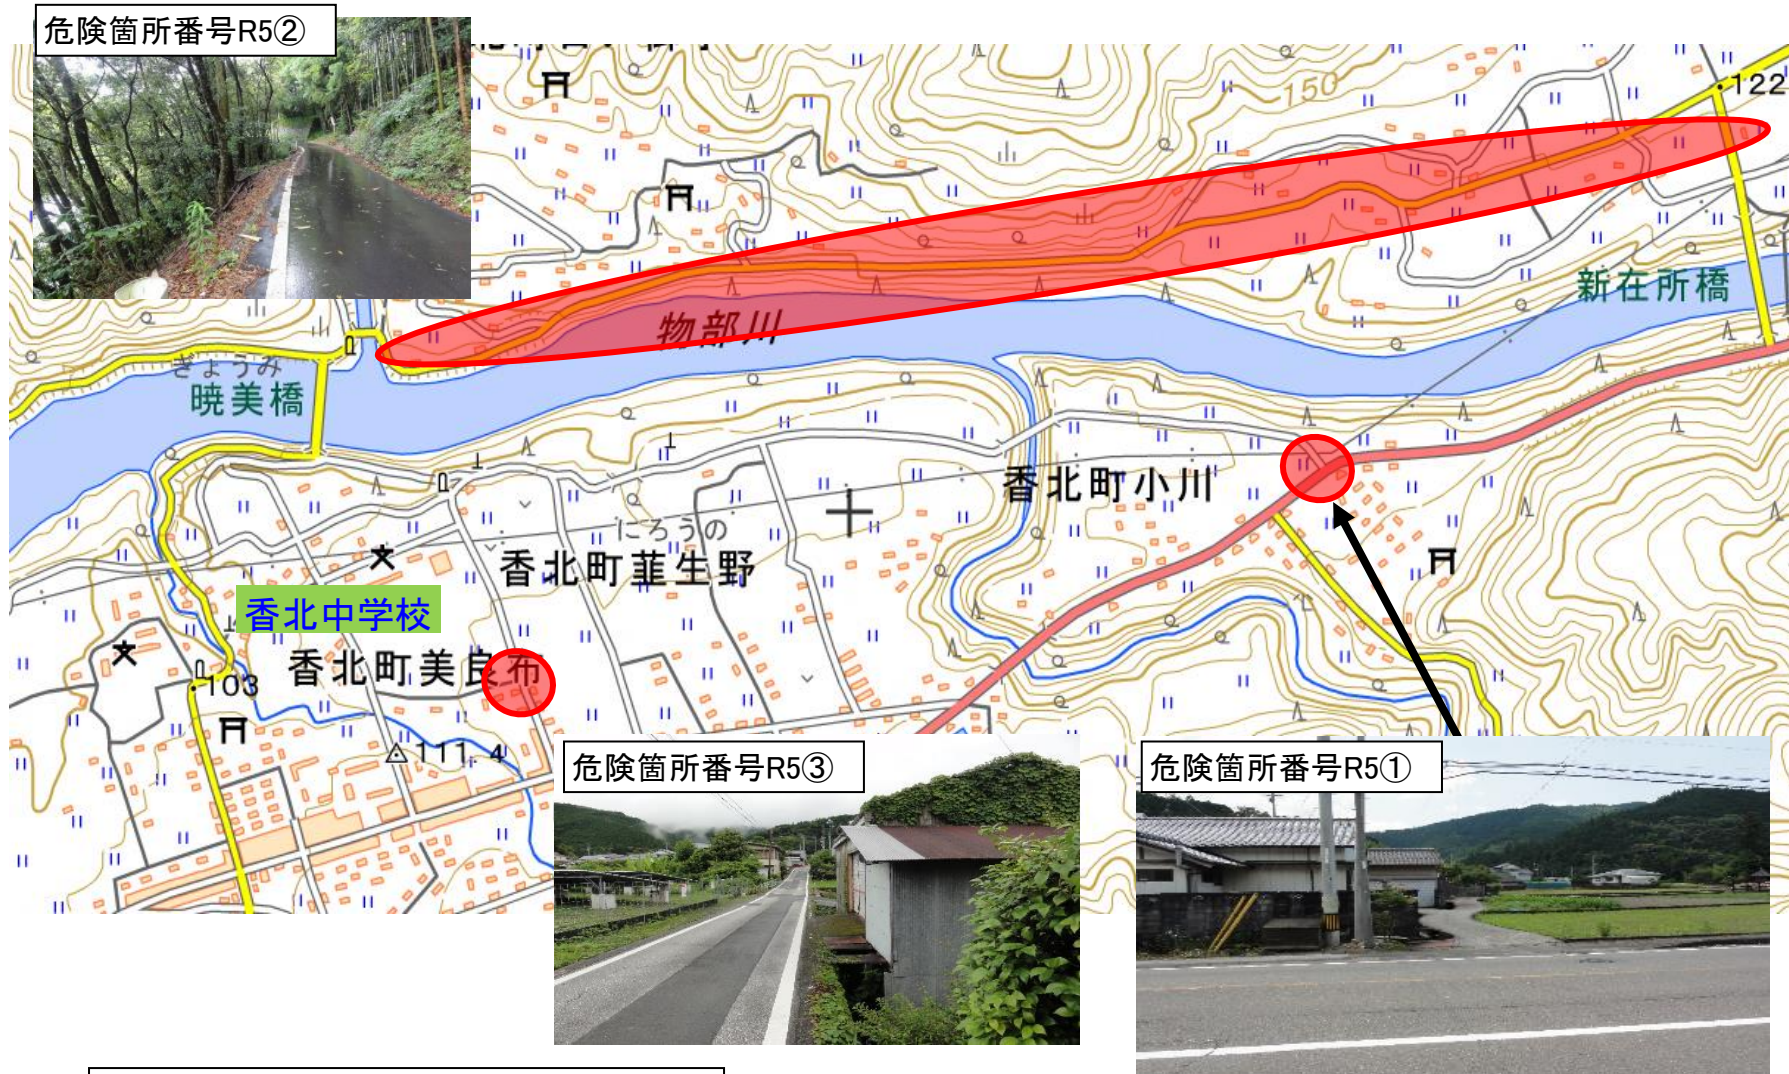 危険箇所番号R5②
150
122
新在所橋
物部川
ぎょうみ
暁美橋
香北町小川
にろうの
香北町韮生野
香北中学校
香北町美良布
103
111.4
危険箇所番号R5③
危険箇所番号R5①